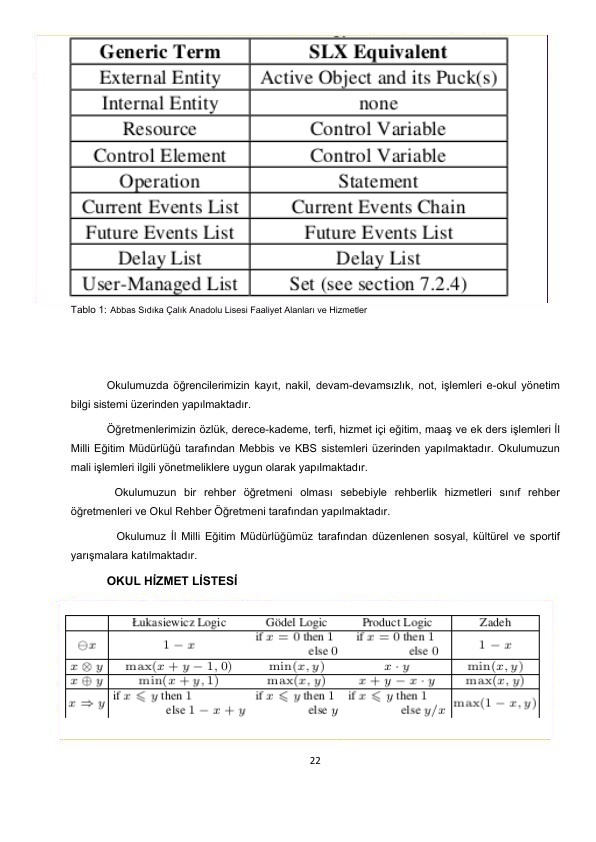 Generic Term SLX Equivalent
External Entity Active Object and its Puck(s)
Internal Entity none
Resource Control Variable
Control Element Control Variable
Operation Statement
Current Events List Current Events Chain
Future Events List Future Events List
Delay List Delay List
User-Managed List Set (see section 7.2.4)
Tablo 1: Abbas Sıdıka Çalık Anadolu Lisesi Faaliyet Alanları ve Hizmetler
Okulumuzda öğrencilerimizin kayıt, nakil, devam-devamsızlık, not, işlemleri e-okul yönetim
bilgi sistemi üzerinden yapılmaktadır.
Öğretmenlerimizin özlük, derece-kademe, terfi, hizmet içi eğitim, maaş ve ek ders işlemleri İl
Milli Eğitim Müdürlüğü tarafından Mebbis ve KBS sistemleri üzerinden yapılmaktadır. Okulumuzun
mali işlemleri ilgili yönetmeliklere uygun olarak yapılmaktadır.
Okulumuzun bir rehber öğretmeni olması sebebiyle rehberlik hizmetleri sınıf rehber
öğretmenleri ve Okul Rehber Öğretmeni tarafından yapılmaktadır.
Okulumuz İl Milli Eğitim Müdürlüğümüz tarafından düzenlenen sosyal, kültürel ve sportif
yarışmalara katılmaktadır.
OKUL HİZMET LİSTESİ
Łukasiewicz Logic Gödel Logic Product Logic Zadeh
⊖x 1 − x if x = 0 then 1 else 0 if x = 0 then 1 else 0 1 − x
x ⊗ y max(x + y − 1, 0) min(x, y) x · y min(x, y)
x ⊕ y min(x + y, 1) max(x, y) x + y − x · y max(x, y)
x ⇒ y if x ⩽ y then 1 else 1 − x + y if x ⩽ y then 1 else y if x ⩽ y then 1 else y/x max(1 − x, y)
22